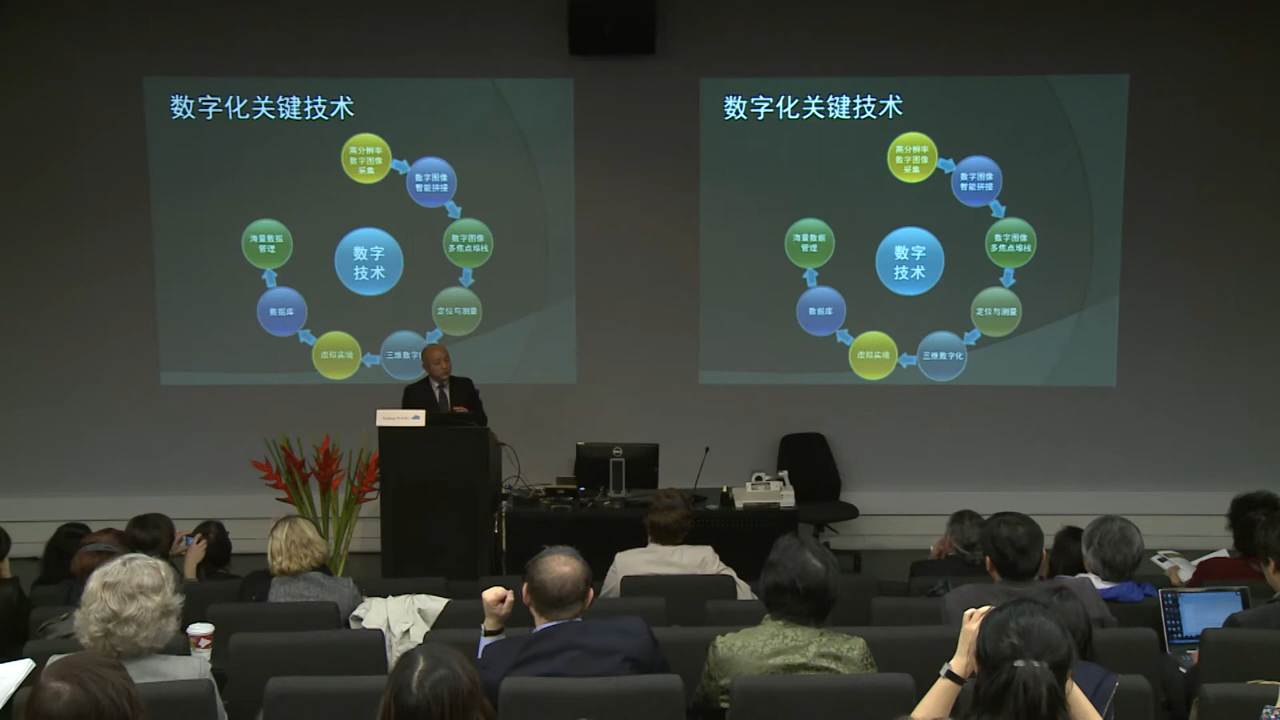 数字化关键技术
高分辨率
数字图像
采集
数字图像
智能拼接
数字图像
多焦点堆栈
定位与测量
三维数字化
虚拟实境
数据库
海量数据
管理
数字
技术
数字化关键技术
高分辨率
数字图像
采集
数字图像
智能拼接
数字图像
多焦点堆栈
定位与测量
三维数字化
虚拟实境
数据库
海量数据
管理
数字
技术
DELL